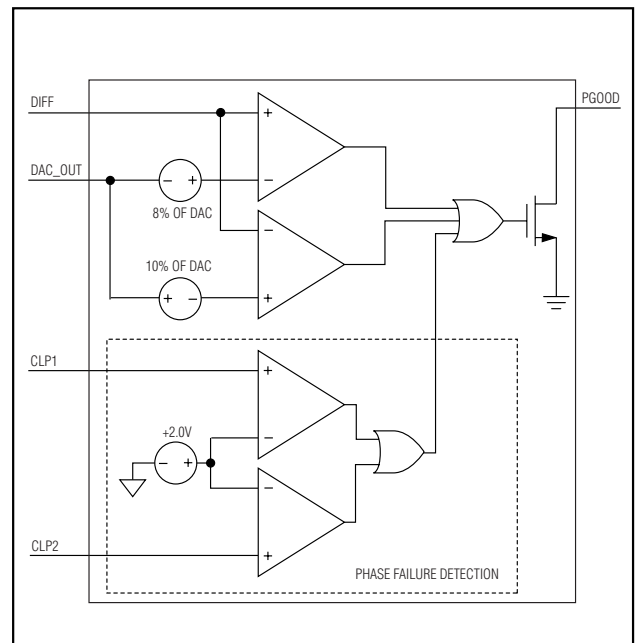 DIFF
PGOOD
+
DAC_OUT
− +
−
8% OF DAC
−
10% OF DAC
+ −
+
CLP1
+
+2.0V
−
− +
−
CLP2
+
PHASE FAILURE DETECTION